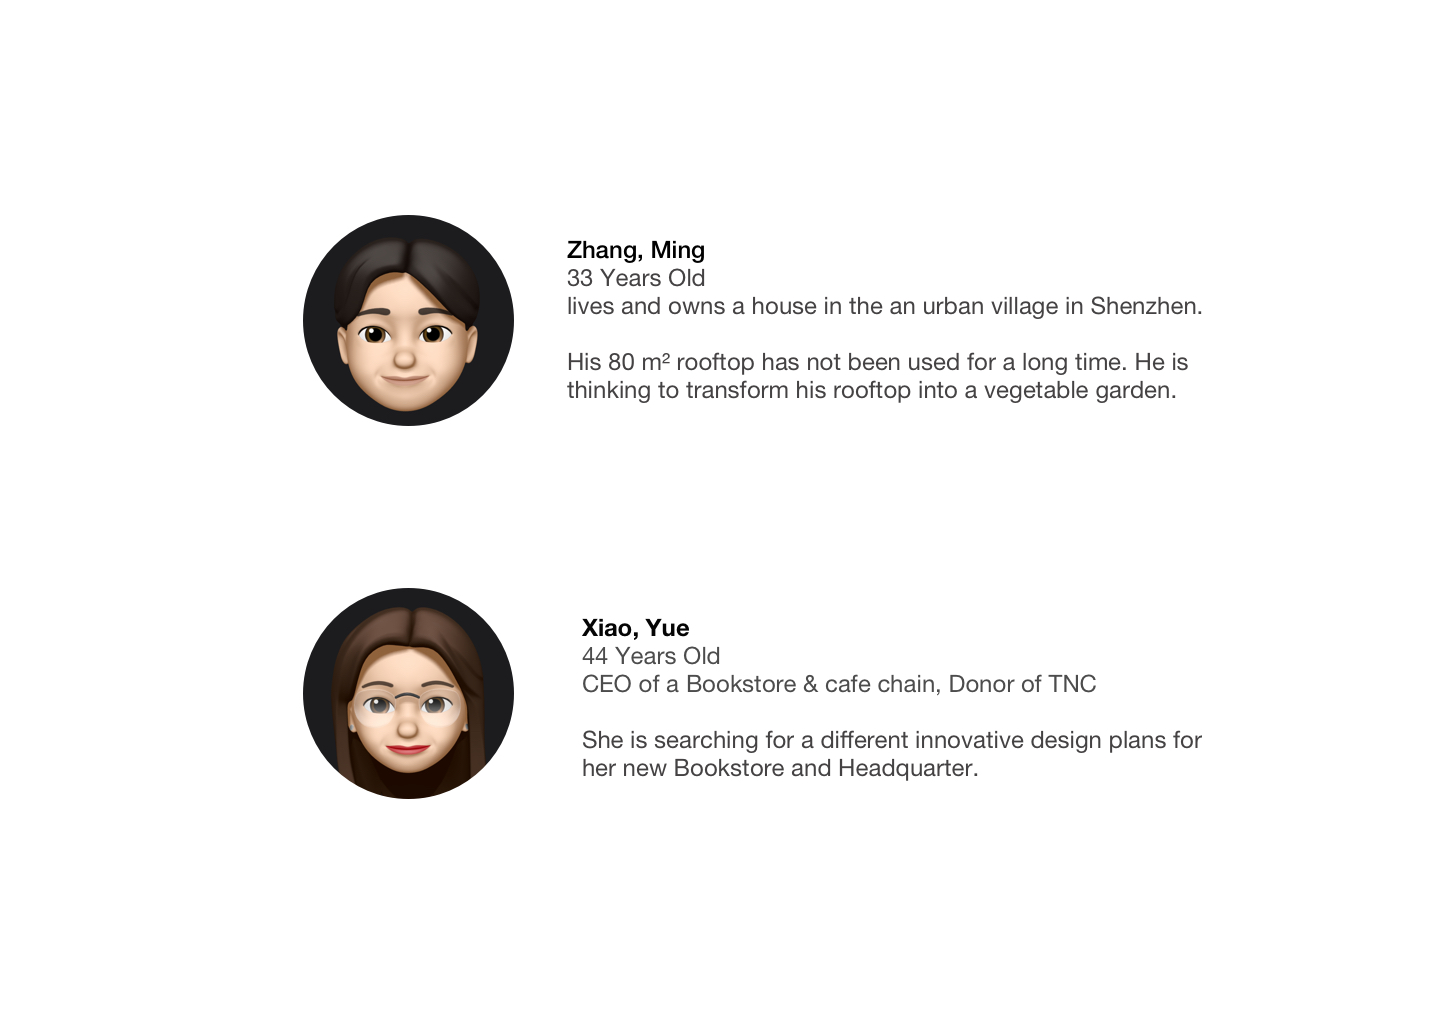 Zhang, Ming
33 Years Old
lives and owns a house in the an urban village in Shenzhen.
His 80 m² rooftop has not been used for a long time. He is
thinking to transform his rooftop into a vegetable garden.
Xiao, Yue
44 Years Old
CEO of a Bookstore & cafe chain, Donor of TNC
She is searching for a different innovative design plans for
her new Bookstore and Headquarter.